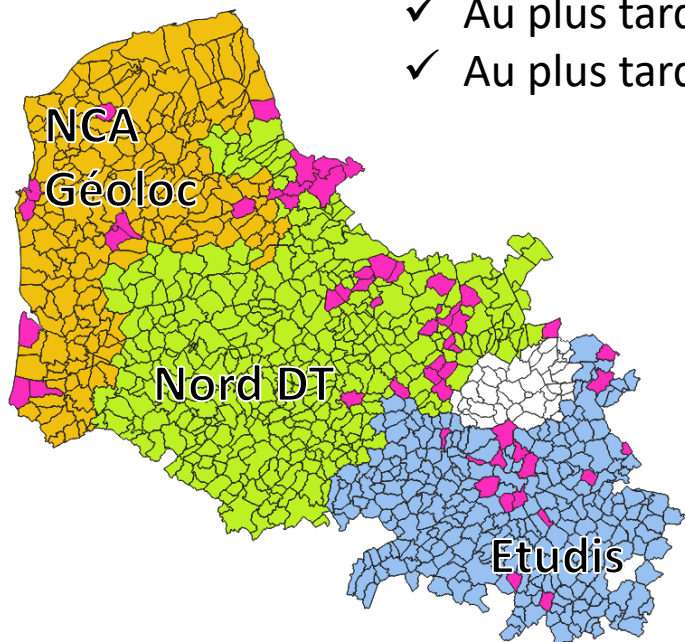 ✓ Au plus tard
✓ Au plus tard
NCA
Géoloc
Nord DT
Etudis